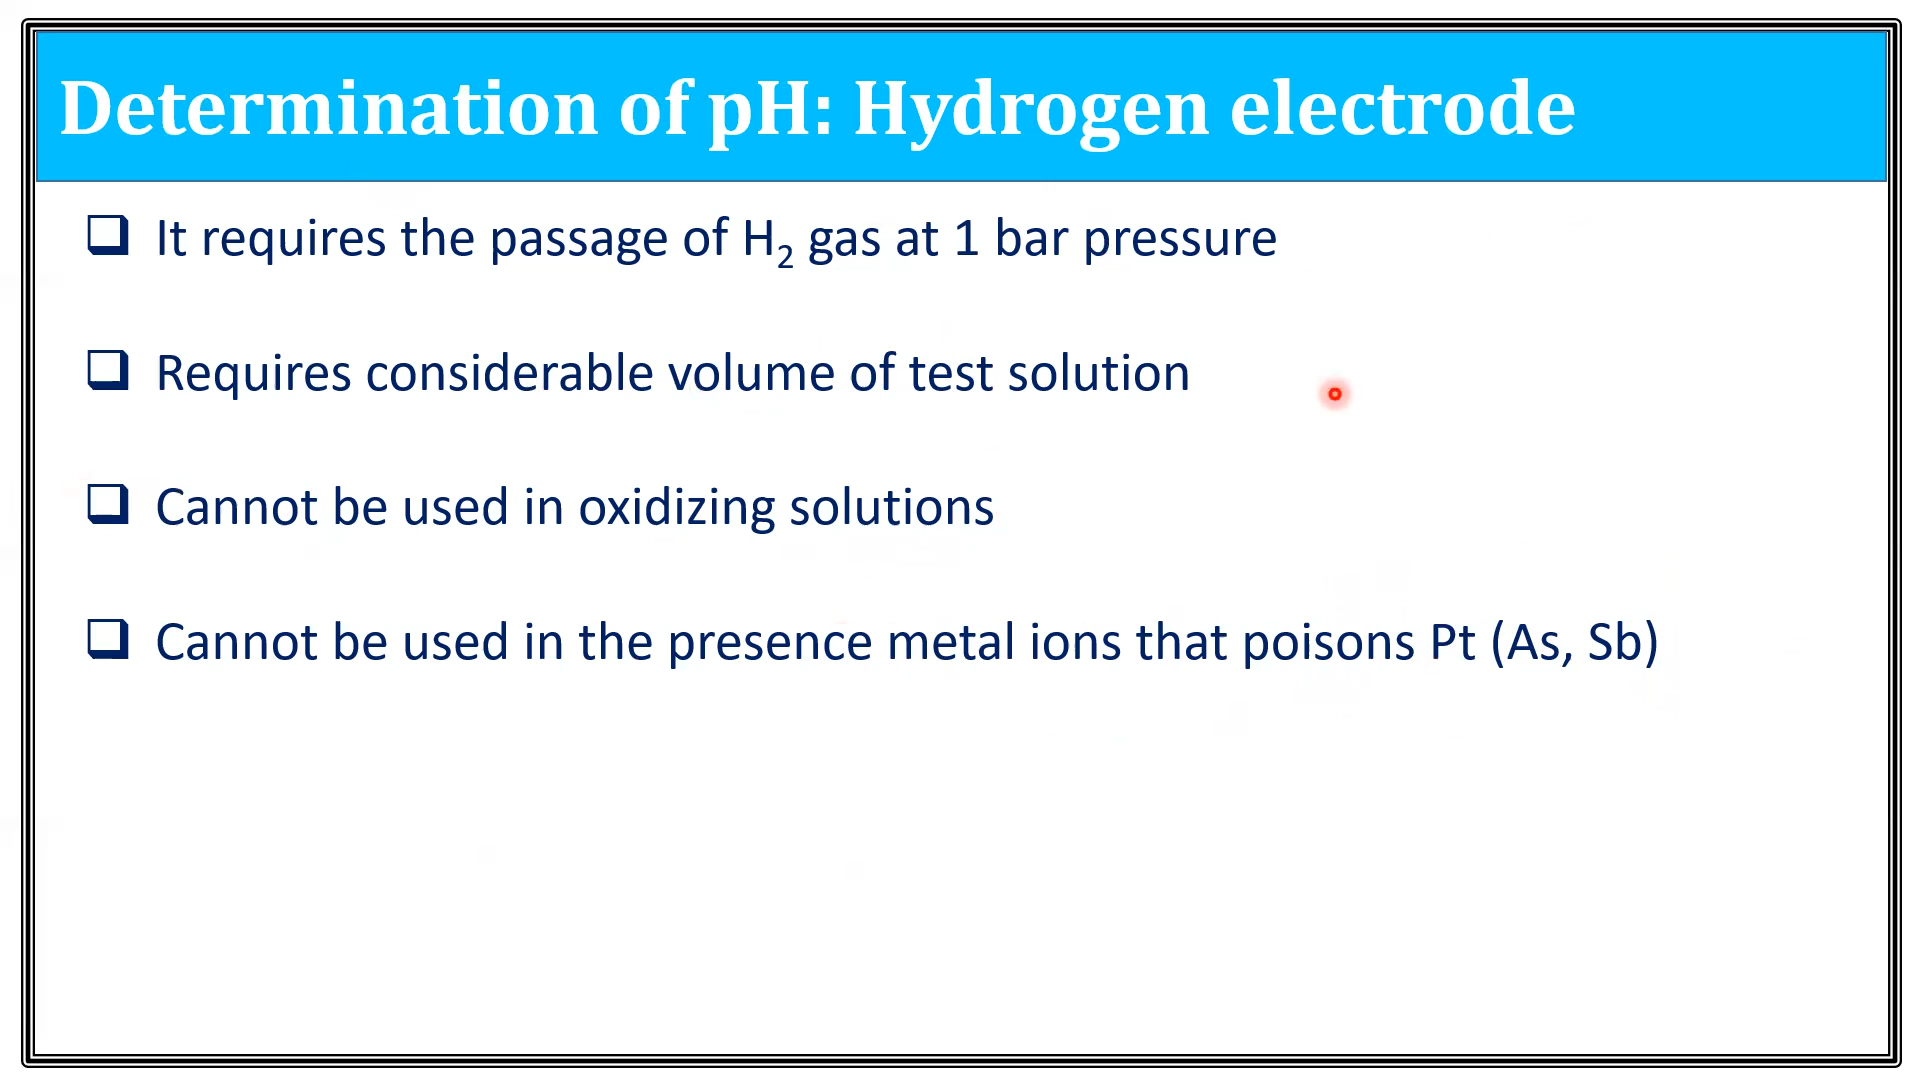 Determination of pH: Hydrogen electrode
❑ It requires the passage of H₂ gas at 1 bar pressure
❑ Requires considerable volume of test solution
❑ Cannot be used in oxidizing solutions
❑ Cannot be used in the presence metal ions that poisons Pt (As, Sb)